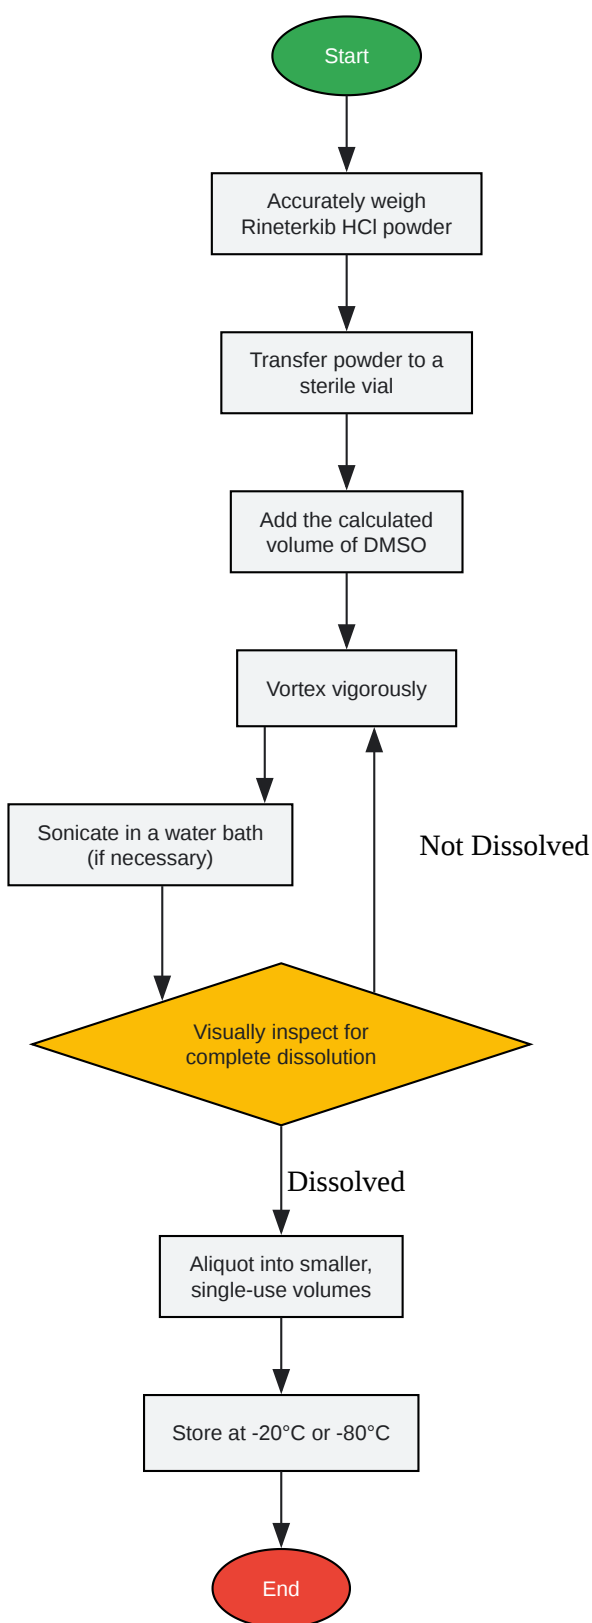 Start
Accurately weigh
Rineterkib HCl powder
Transfer powder to a
sterile vial
Add the calculated
volume of DMSO
Vortex vigorously
Sonicate in a water bath
(if necessary)
Not Dissolved
Visually inspect for
complete dissolution
Dissolved
Aliquot into smaller,
single-use volumes
Store at -20°C or -80°C
End